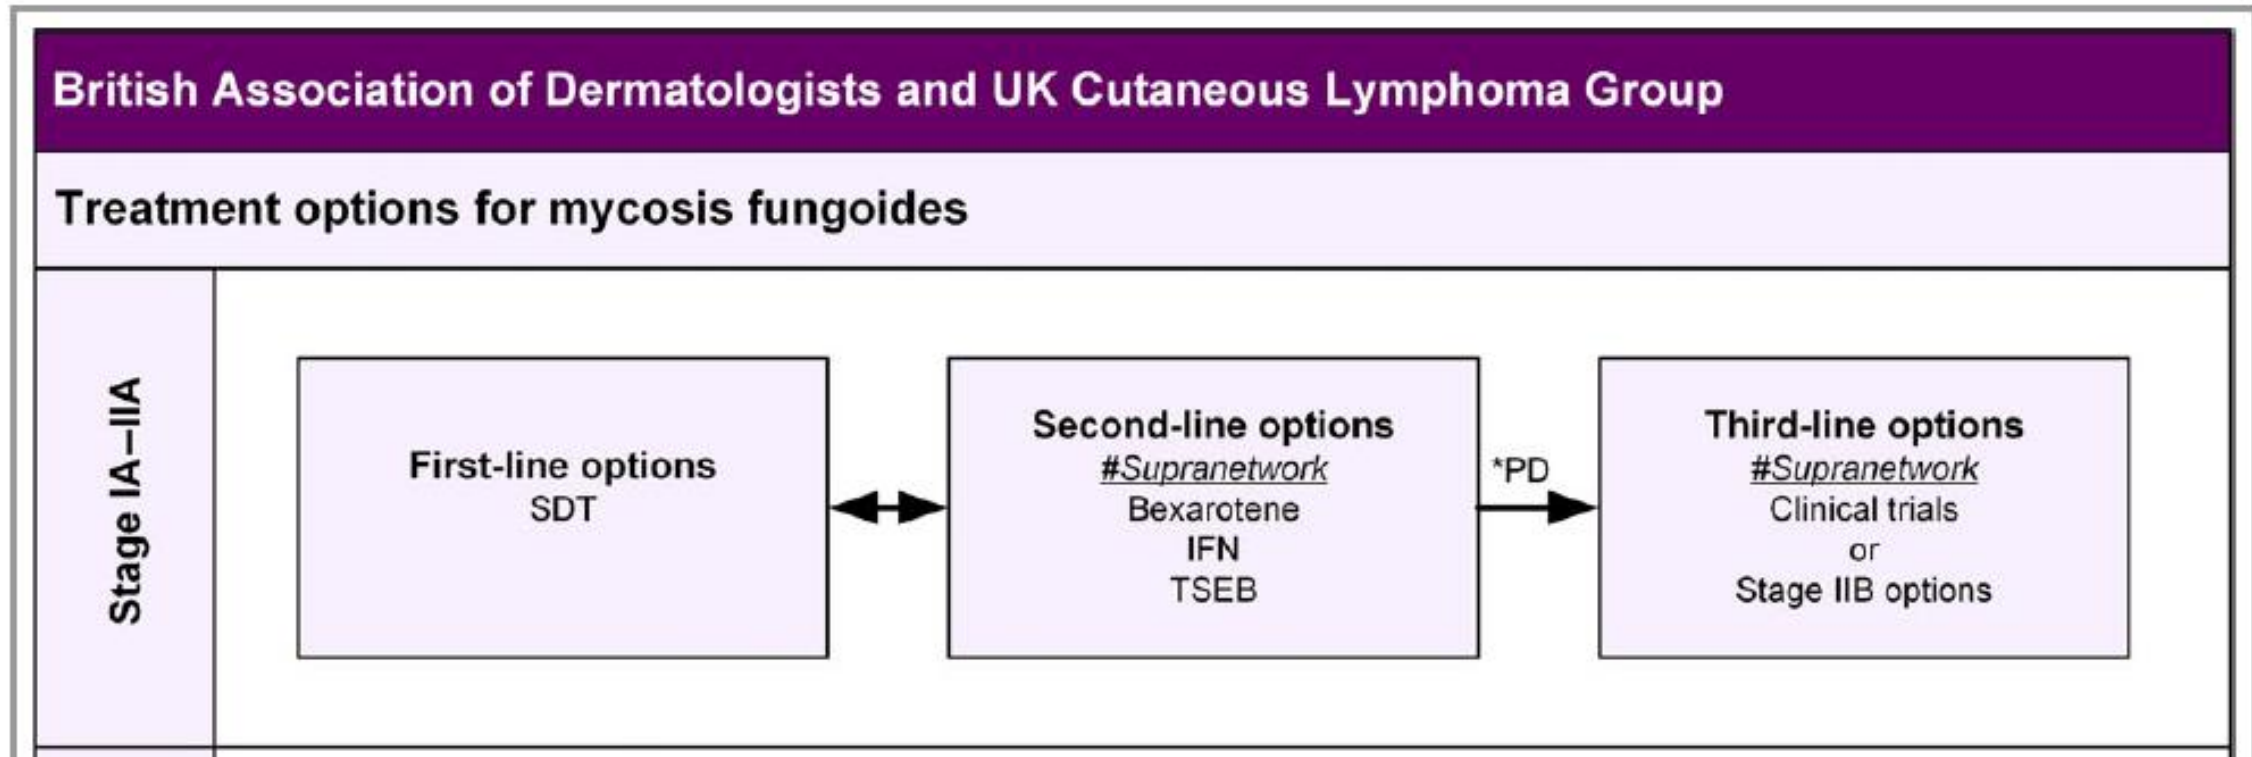 British Association of Dermatologists and UK Cutaneous Lymphoma Group
Treatment options for mycosis fungoides
Stage IA–IIA
First-line options
SDT
Second-line options
#Supranetwork
Bexarotene
IFN
TSEB
*PD
Third-line options
#Supranetwork
Clinical trials
or
Stage IIB options